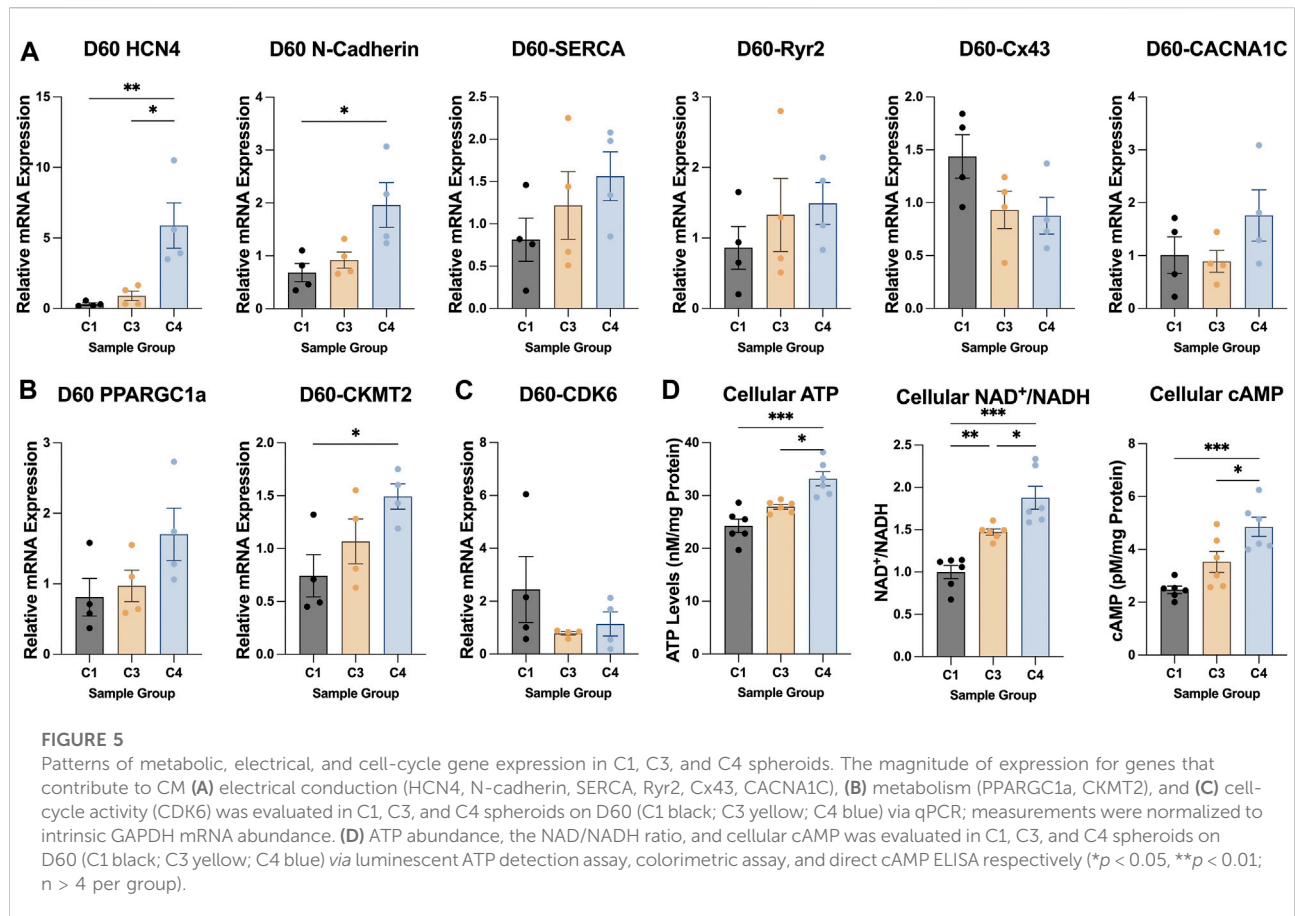 A
D60 HCN4
D60 N-Cadherin
D60-SERCA
D60-Ryr2
D60-Cx43
D60-CACNA1C
Relative mRNA Expression
15
10
5
0
**
*
C1 C3 C4
Sample Group
Relative mRNA Expression
4
3
2
1
0
*
C1 C3 C4
Sample Group
Relative mRNA Expression
2.5
2.0
1.5
1.0
0.5
0.0
C1 C3 C4
Sample Group
Relative mRNA Expression
4
3
2
1
0
C1 C3 C4
Sample Group
Relative mRNA Expression
2.0
1.5
1.0
0.5
0.0
C1 C3 C4
Sample Group
Relative mRNA Expression
4
3
2
1
0
C1 C3 C4
Sample Group
B
D60 PPARGC1a
Relative mRNA Expression
3
2
1
0
C1 C3 C4
Sample Group
D60-CKMT2
Relative mRNA Expression
2.0
1.5
1.0
0.5
0.0
*
C1 C3 C4
Sample Group
C
D60-CDK6
Relative mRNA Expression
8
6
4
2
0
C1 C3 C4
Sample Group
D
Cellular ATP
ATP Levels (nM/mg Protein)
40
30
20
10
0
***
*
C1 C3 C4
Sample Group
Cellular NAD⁺/NADH
NAD⁺/NADH
2.5
2.0
1.5
1.0
0.5
0.0
***
**
*
C1 C3 C4
Sample Group
Cellular cAMP
cAMP (pM/mg Protein)
8
6
4
2
0
***
*
C1 C3 C4
Sample Group
FIGURE 5
Patterns of metabolic, electrical, and cell-cycle gene expression in C1, C3, and C4 spheroids. The magnitude of expression for genes that
contribute to CM (A) electrical conduction (HCN4, N-cadherin, SERCA, Ryr2, Cx43, CACNA1C), (B) metabolism (PPARGC1a, CKMT2), and (C) cell-
cycle activity (CDK6) was evaluated in C1, C3, and C4 spheroids on D60 (C1 black; C3 yellow; C4 blue) via qPCR; measurements were normalized to
intrinsic GAPDH mRNA abundance. (D) ATP abundance, the NAD/NADH ratio, and cellular cAMP was evaluated in C1, C3, and C4 spheroids on
D60 (C1 black; C3 yellow; C4 blue) via luminescent ATP detection assay, colorimetric assay, and direct cAMP ELISA respectively (*p < 0.05, **p < 0.01;
n > 4 per group).